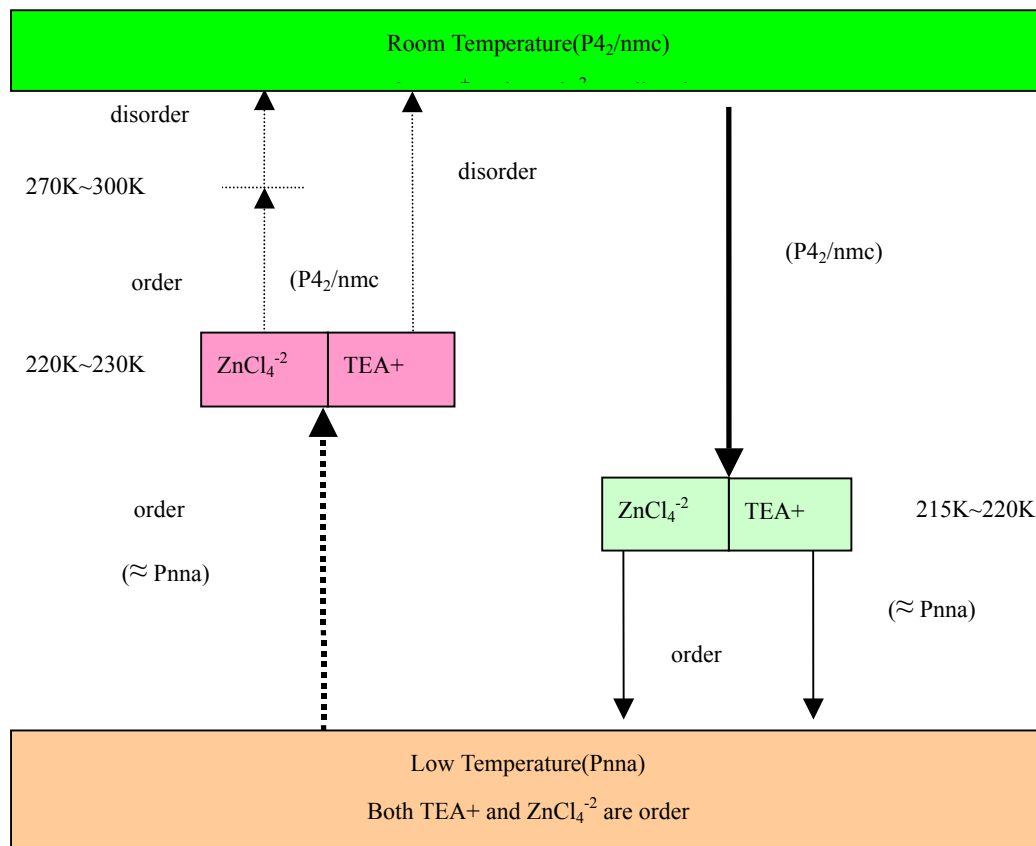 Room Temperature(P4₂/nmc)
disorder
disorder
270K~300K
(P4₂/nmc)
order
(P4₂/nmc
220K~230K
ZnCl₄⁻²
TEA+
ZnCl₄⁻²
TEA+
215K~220K
order
(≈ Pnna)
(≈ Pnna)
order
Low Temperature(Pnna)
Both TEA+ and ZnCl₄⁻² are order